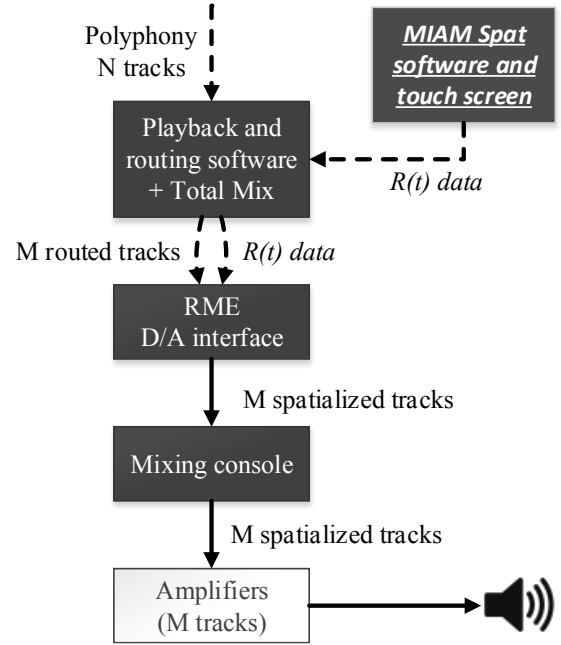 Polyphony
N tracks
MIAM Spat
software and
touch screen
Playback and
routing software
+ Total Mix
R(t) data
M routed tracks
R(t) data
RME
D/A interface
M spatialized tracks
Mixing console
M spatialized tracks
Amplifiers
(M tracks)